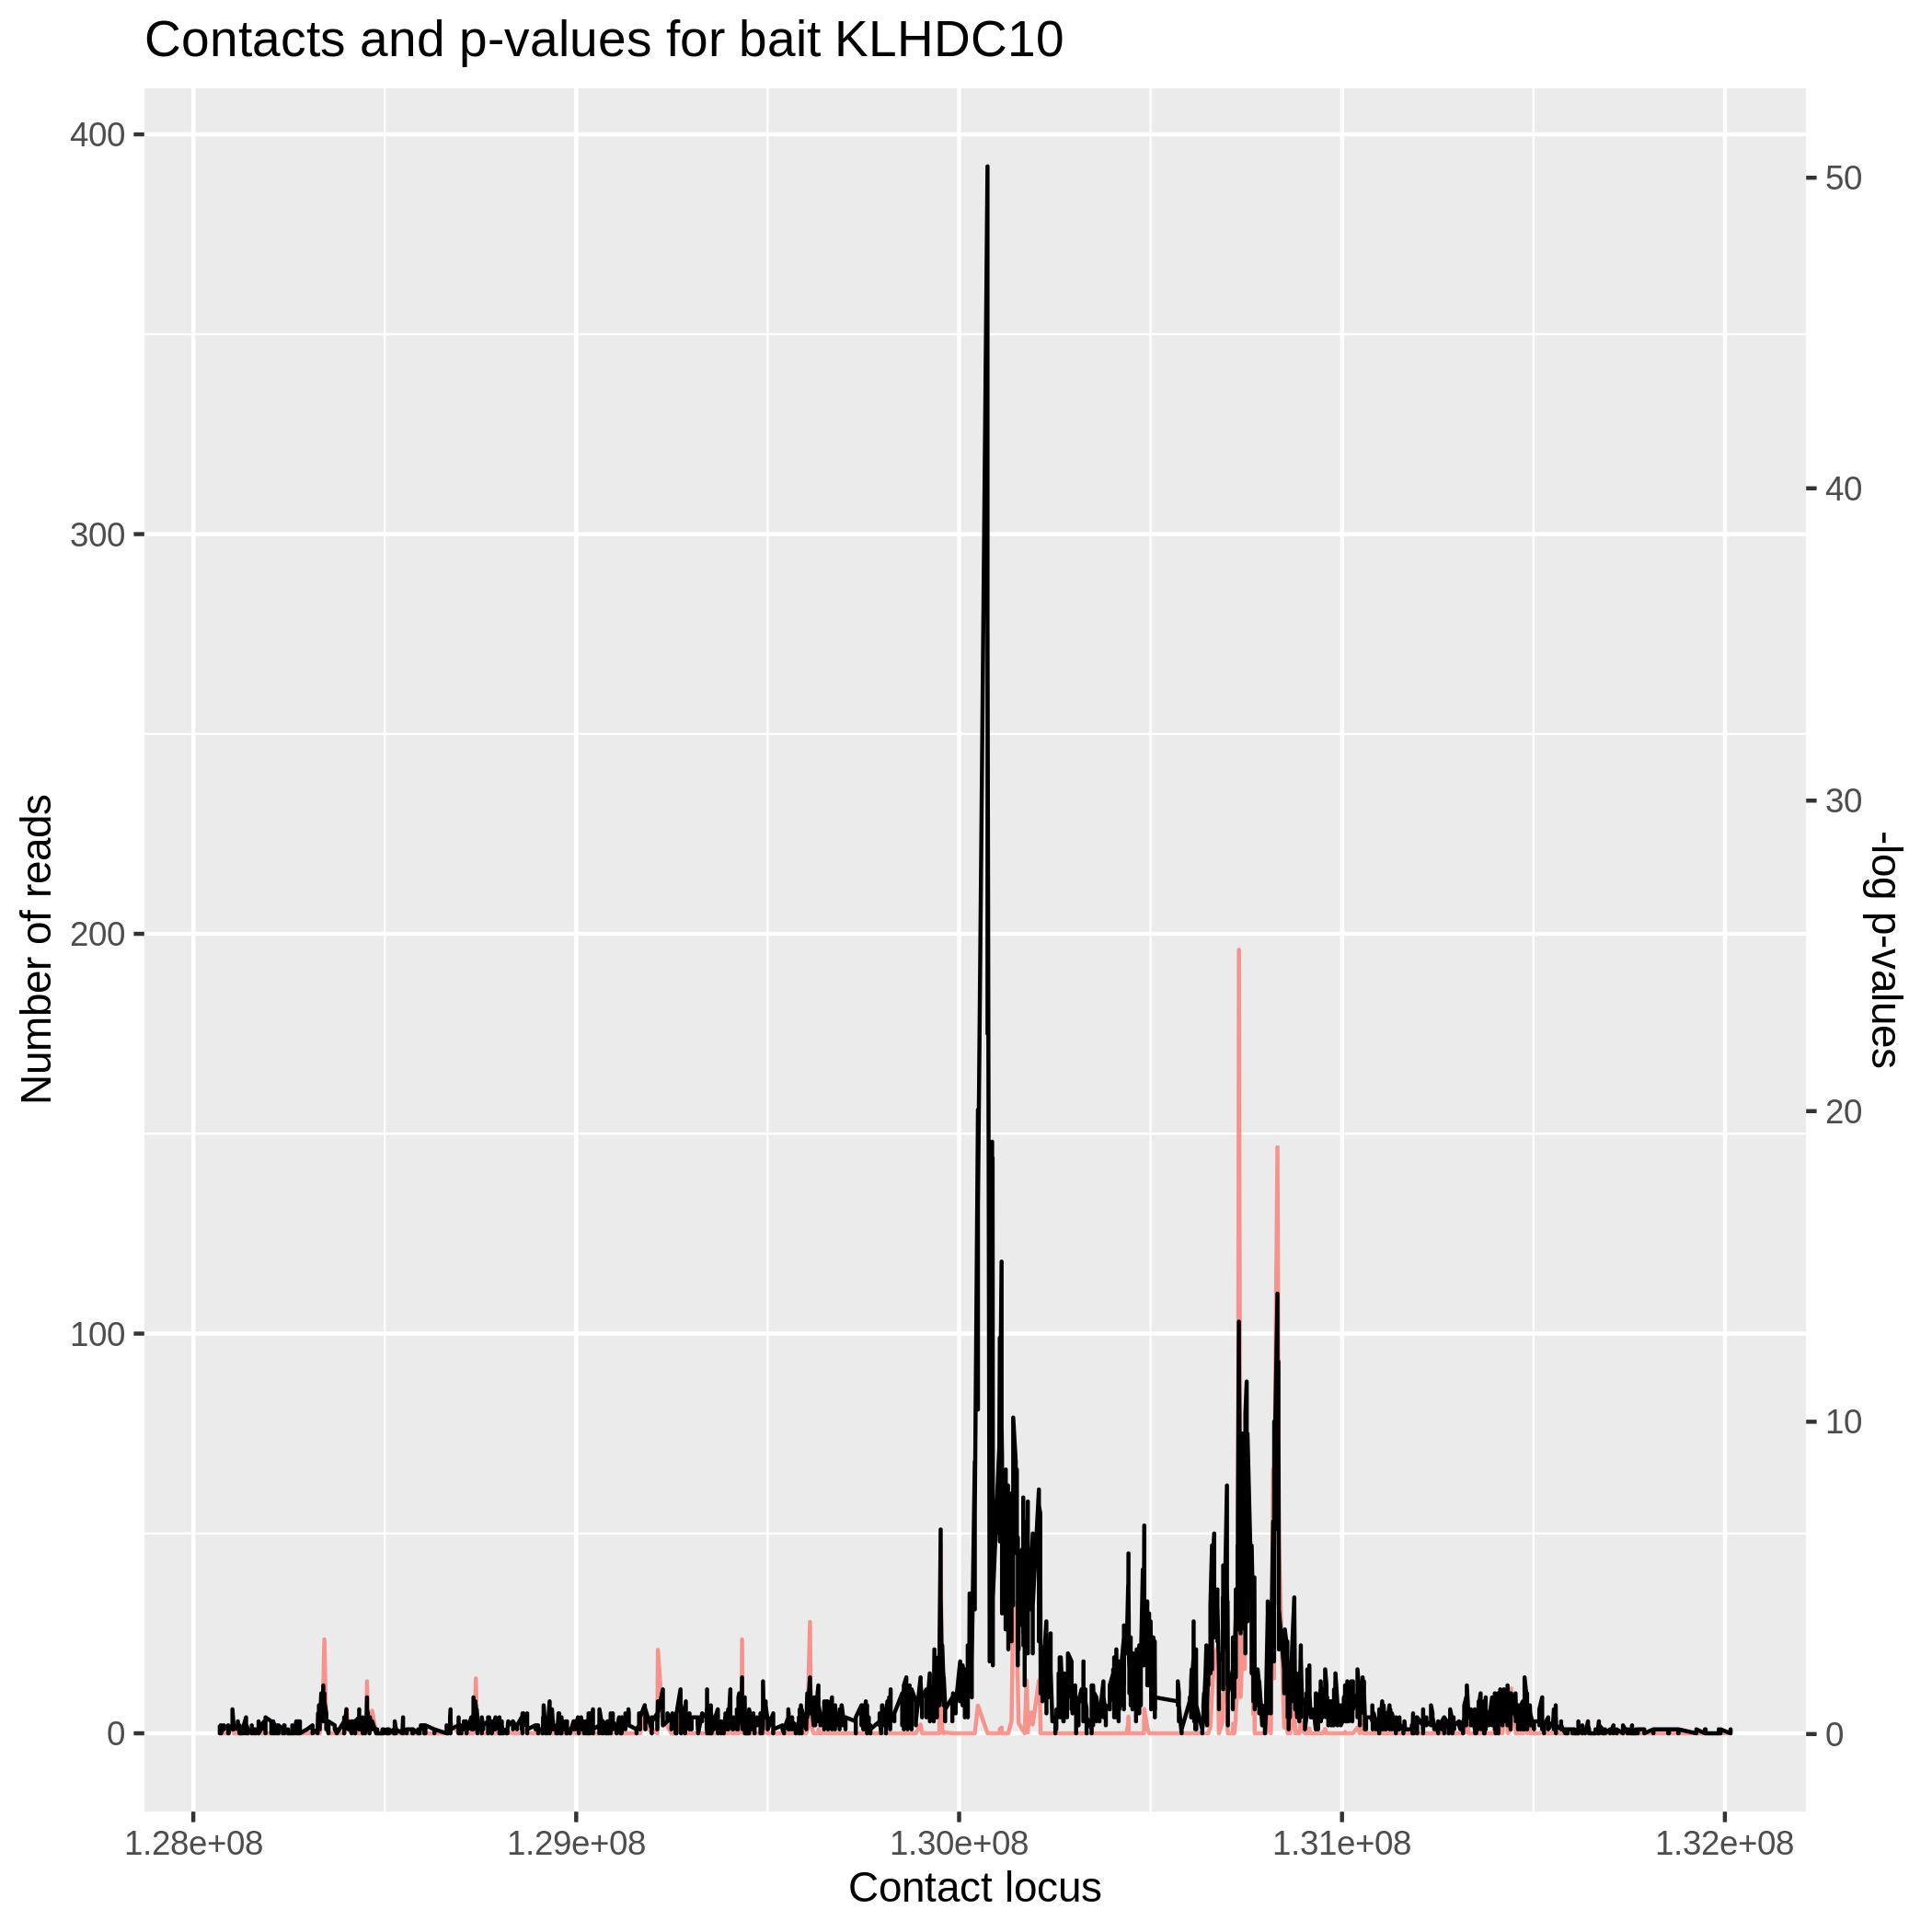 Contacts and p-values for bait KLHDC10
400
300
200
100
0
50
40
30
20
10
0
Number of reads
-log p-values
1.28e+08
1.29e+08
1.30e+08
1.31e+08
1.32e+08
Contact locus